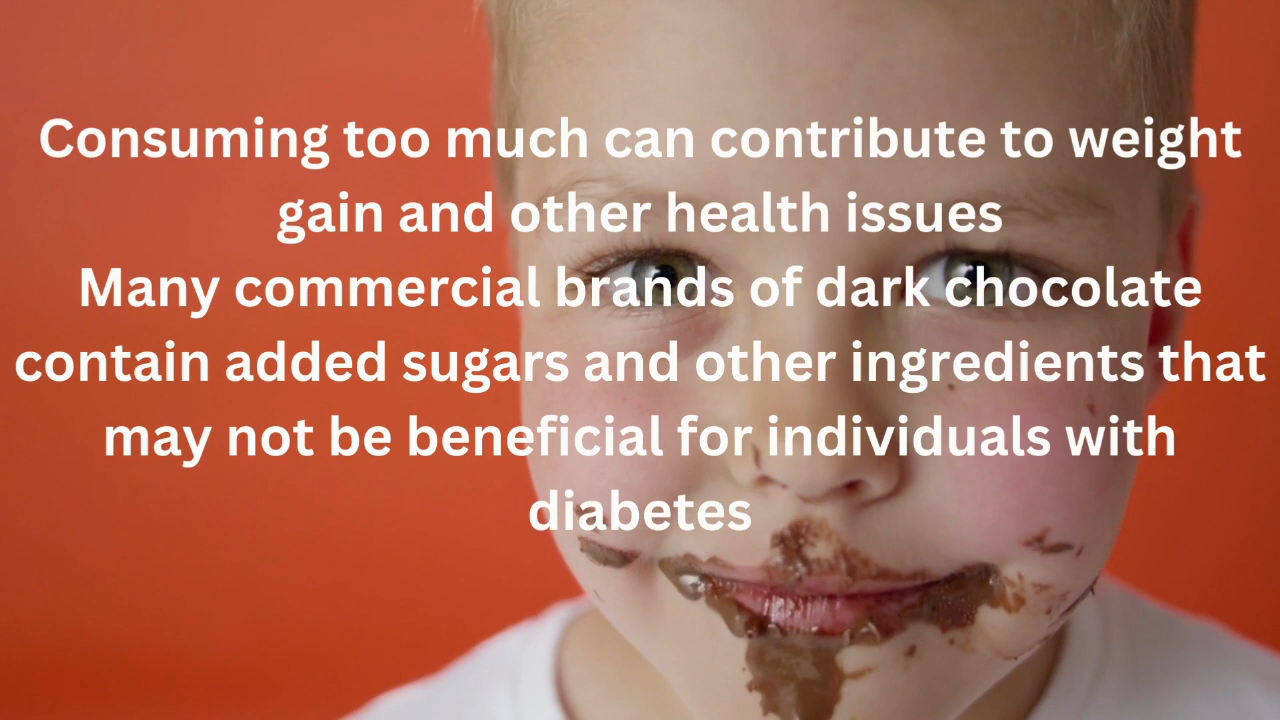 Consuming too much can contribute to weight
gain and other health issues
Many commercial brands of dark chocolate
contain added sugars and other ingredients that
may not be beneficial for individuals with
diabetes